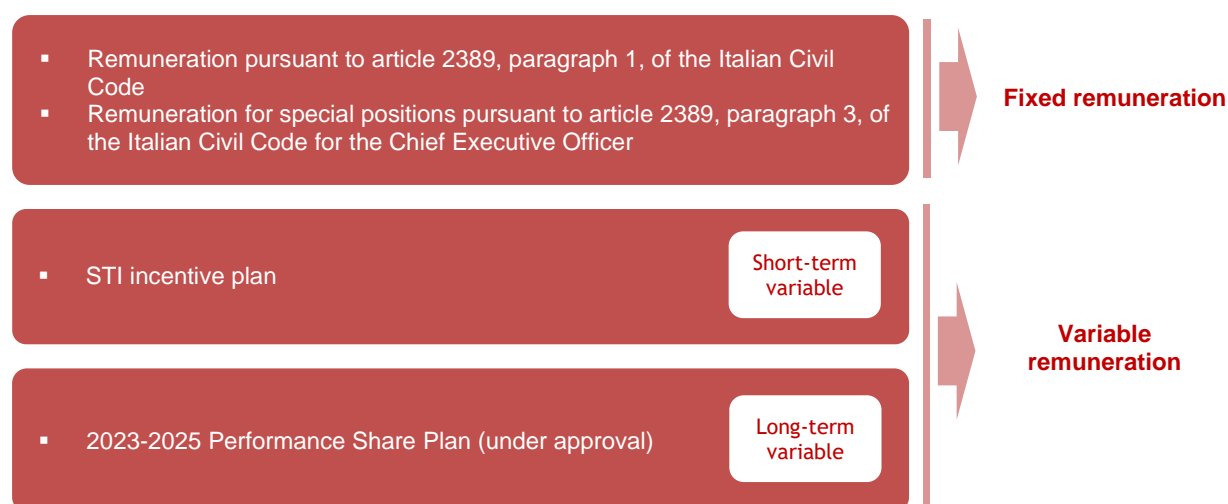 ▪ Remuneration pursuant to article 2389, paragraph 1, of the Italian Civil
Code
▪ Remuneration for special positions pursuant to article 2389, paragraph 3, of
the Italian Civil Code for the Chief Executive Officer
Fixed remuneration
▪ STI incentive plan
Short-term
variable
Variable
remuneration
▪ 2023-2025 Performance Share Plan (under approval)
Long-term
variable